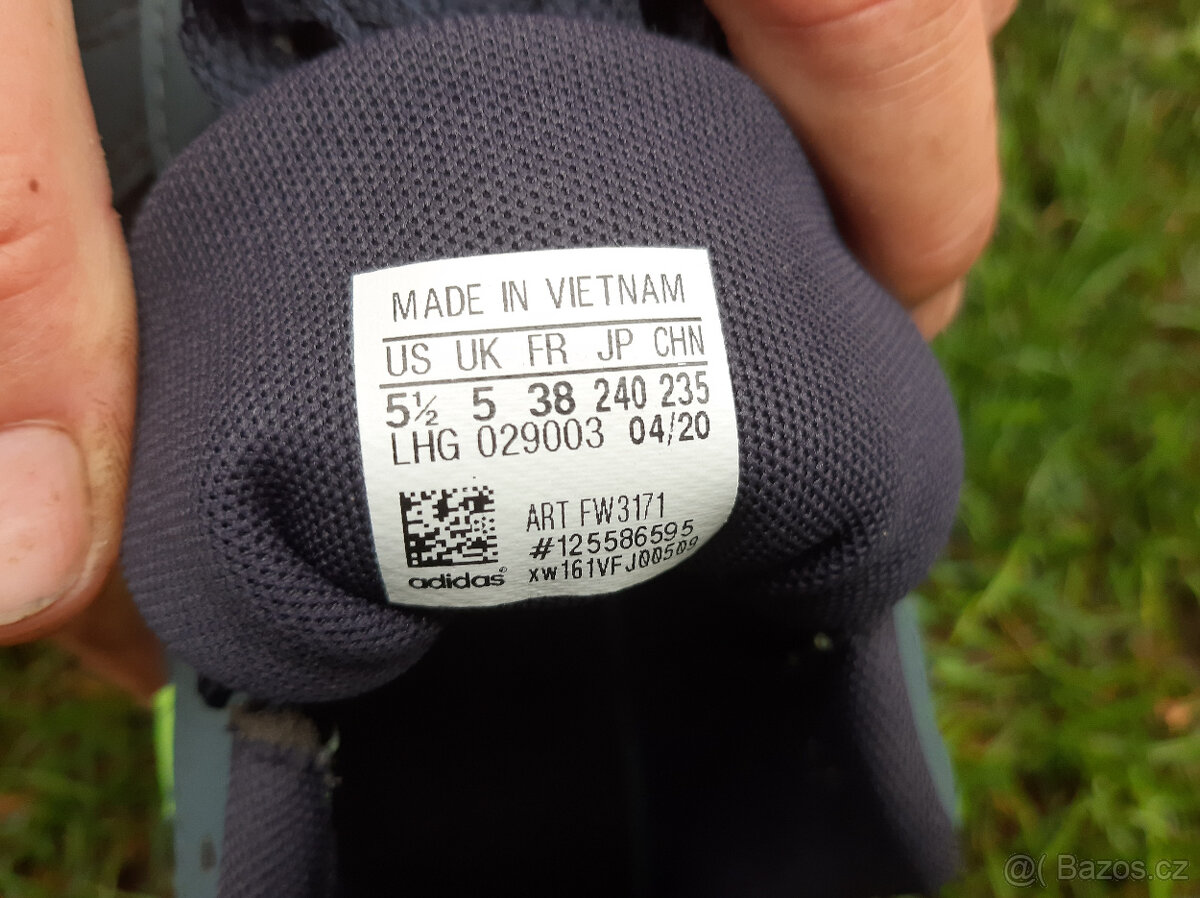 MADE IN VIETNAM
US UK FR JP CHN
5½ 5 38 240 235
LHG 029003 04/20
ART FW3171
#125586595
xw161VFJ00509
adidas®
@( Bazos.cz